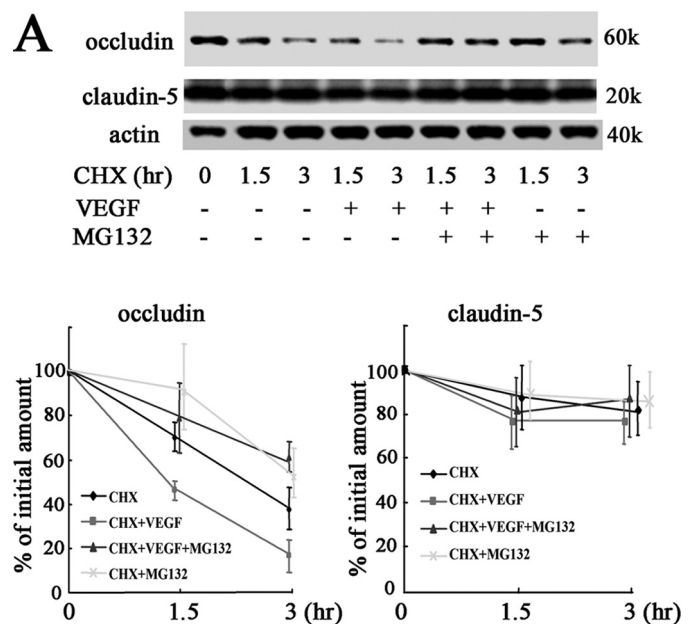 A
occludin 60k
claudin-5 20k
actin 40k
CHX (hr) 0 1.5 3 1.5 3 1.5 3 1.5 3
VEGF - - - + + + + - -
MG132 - - - - - + + + +
occludin
% of initial amount
100
80
60
40
20
0
CHX
CHX+VEGF
CHX+VEGF+MG132
CHX+MG132
0 1.5 3 (hr)
claudin-5
% of initial amount
100
80
60
40
20
0
CHX
CHX+VEGF
CHX+VEGF+MG132
CHX+MG132
0 1.5 3 (hr)